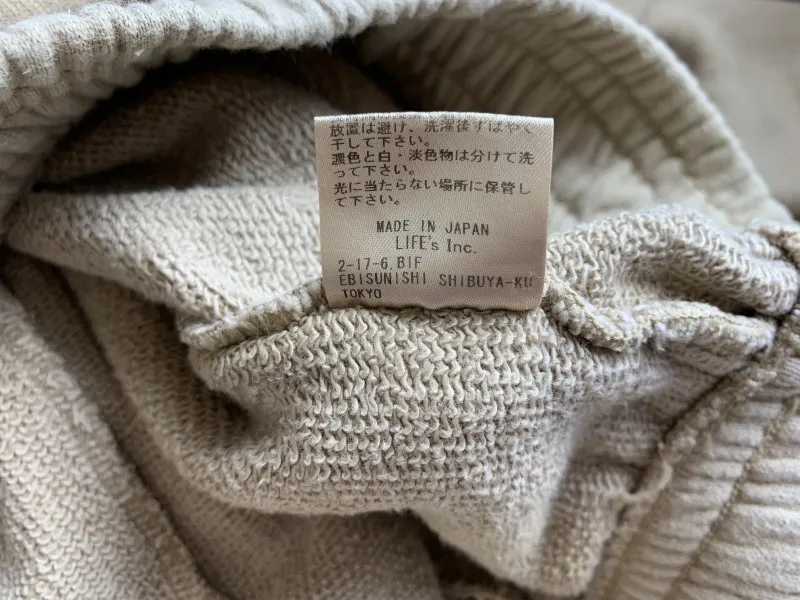 放置は避け、洗濯後すばやく
干して下さい。
濃色と白・淡色物は分けて洗
って下さい。
光に当たらない場所に保管し
て下さい。
MADE IN JAPAN
LIFE's Inc.
2-17-6,B1F
EBISUNISHI SHIBUYA-KU
TOKYO